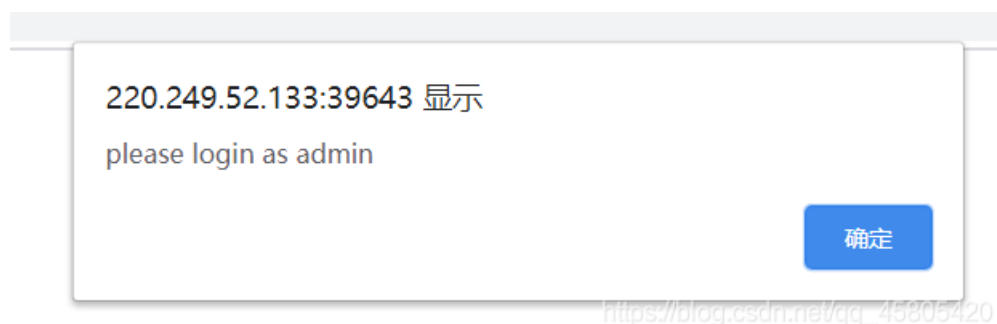 220.249.52.133:39643 显示
please login as admin
确定
https://blog.csdn.net/qq_45805420